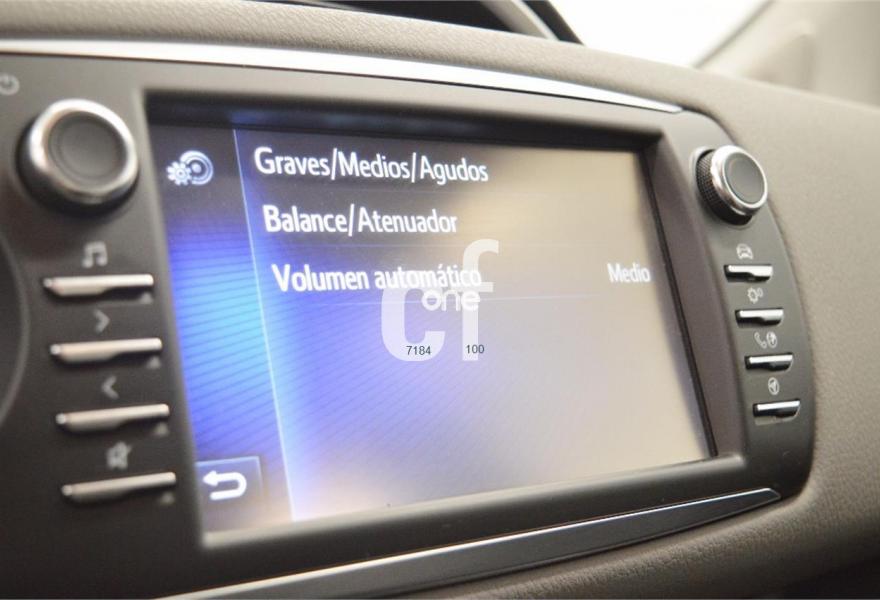 Graves/Medios/Agudos
Balance/Atenuador
Volumen automático Medio
cf
one
7184 100